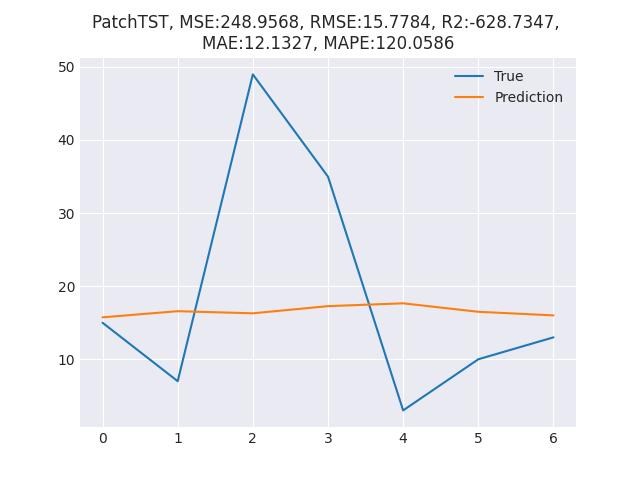 PatchTST, MSE:248.9568, RMSE:15.7784, R2:-628.7347,
MAE:12.1327, MAPE:120.0586
True
Prediction
50
40
30
20
10
0 1 2 3 4 5 6